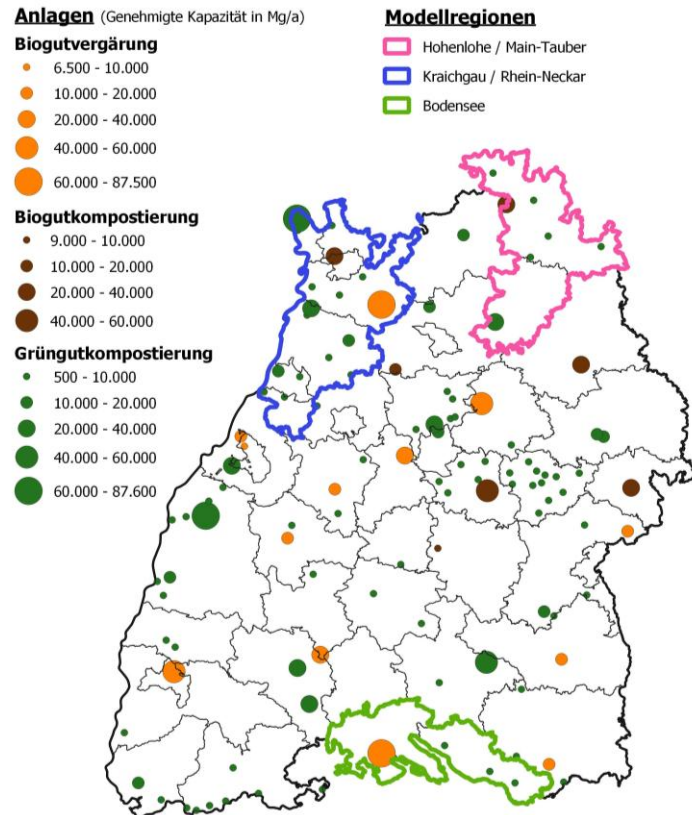 Anlagen (Genehmigte Kapazität in Mg/a)
Biogutvergärung
6.500 - 10.000
10.000 - 20.000
20.000 - 40.000
40.000 - 60.000
60.000 - 87.500
Biogutkompostierung
9.000 - 10.000
10.000 - 20.000
20.000 - 40.000
40.000 - 60.000
Grüngutkompostierung
500 - 10.000
10.000 - 20.000
20.000 - 40.000
40.000 - 60.000
60.000 - 87.600
Modellregionen
Hohenlohe / Main-Tauber
Kraichgau / Rhein-Neckar
Bodensee